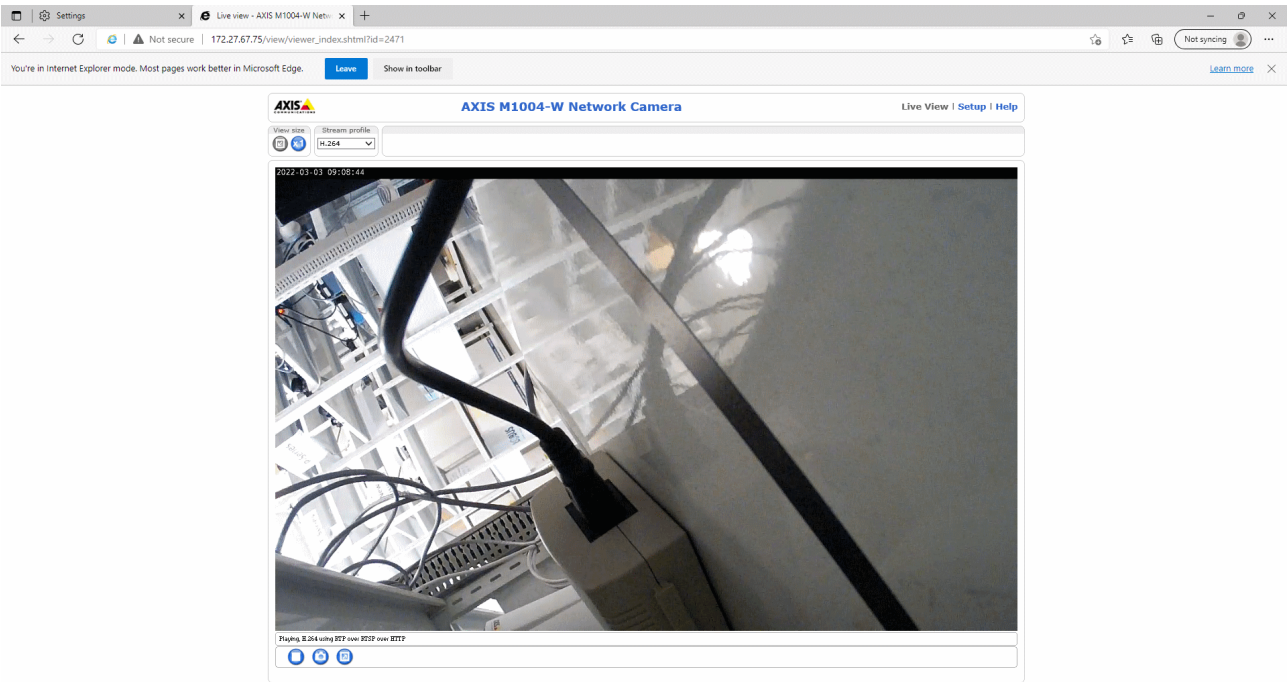 Settings
Live view - AXIS M1004-W Netw
Not secure | 172.27.67.75/view/viewer_index.shtml?id=2471
Not syncing
You're in Internet Explorer mode. Most pages work better in Microsoft Edge.
Leave
Show in toolbar
Learn more
AXIS
COMMUNICATIONS
AXIS M1004-W Network Camera
Live View | Setup | Help
View size
Stream profile
x1
H.264
2022-03-03 09:08:44
Playing, H.264 using RTP over RTSP over HTTP